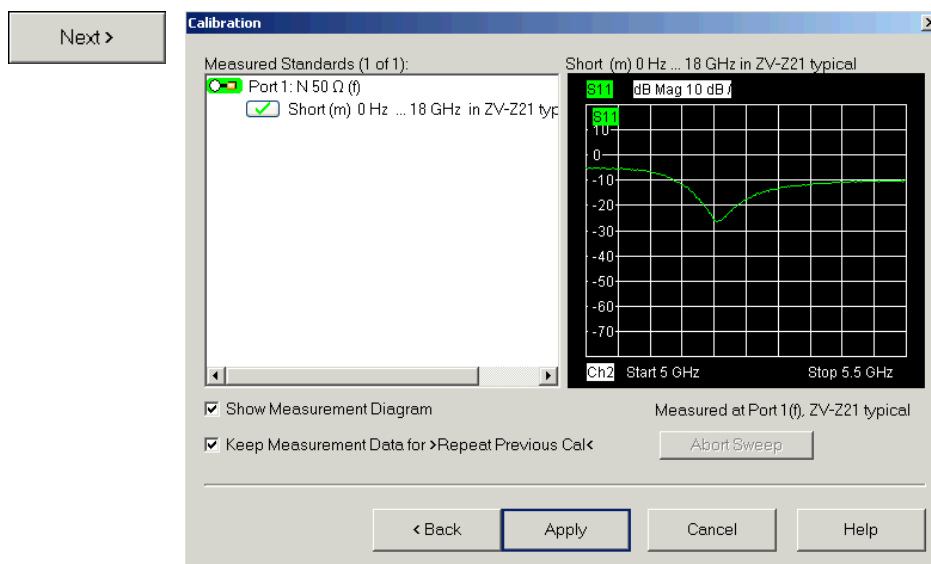 Next >
Calibration
Measured Standards (1 of 1):
Port 1: N 50 Ω (f)
Short (m) 0 Hz ... 18 GHz in ZV-Z21 typ
Short (m) 0 Hz ... 18 GHz in ZV-Z21 typical
S11 dB Mag 10 dB /
S11
10
0
-10
-20
-30
-40
-50
-60
-70
Ch2 Start 5 GHz Stop 5.5 GHz
Show Measurement Diagram
Measured at Port 1(f), ZV-Z21 typical
Keep Measurement Data for >Repeat Previous Cal<
Abort Sweep
< Back
Apply
Cancel
Help